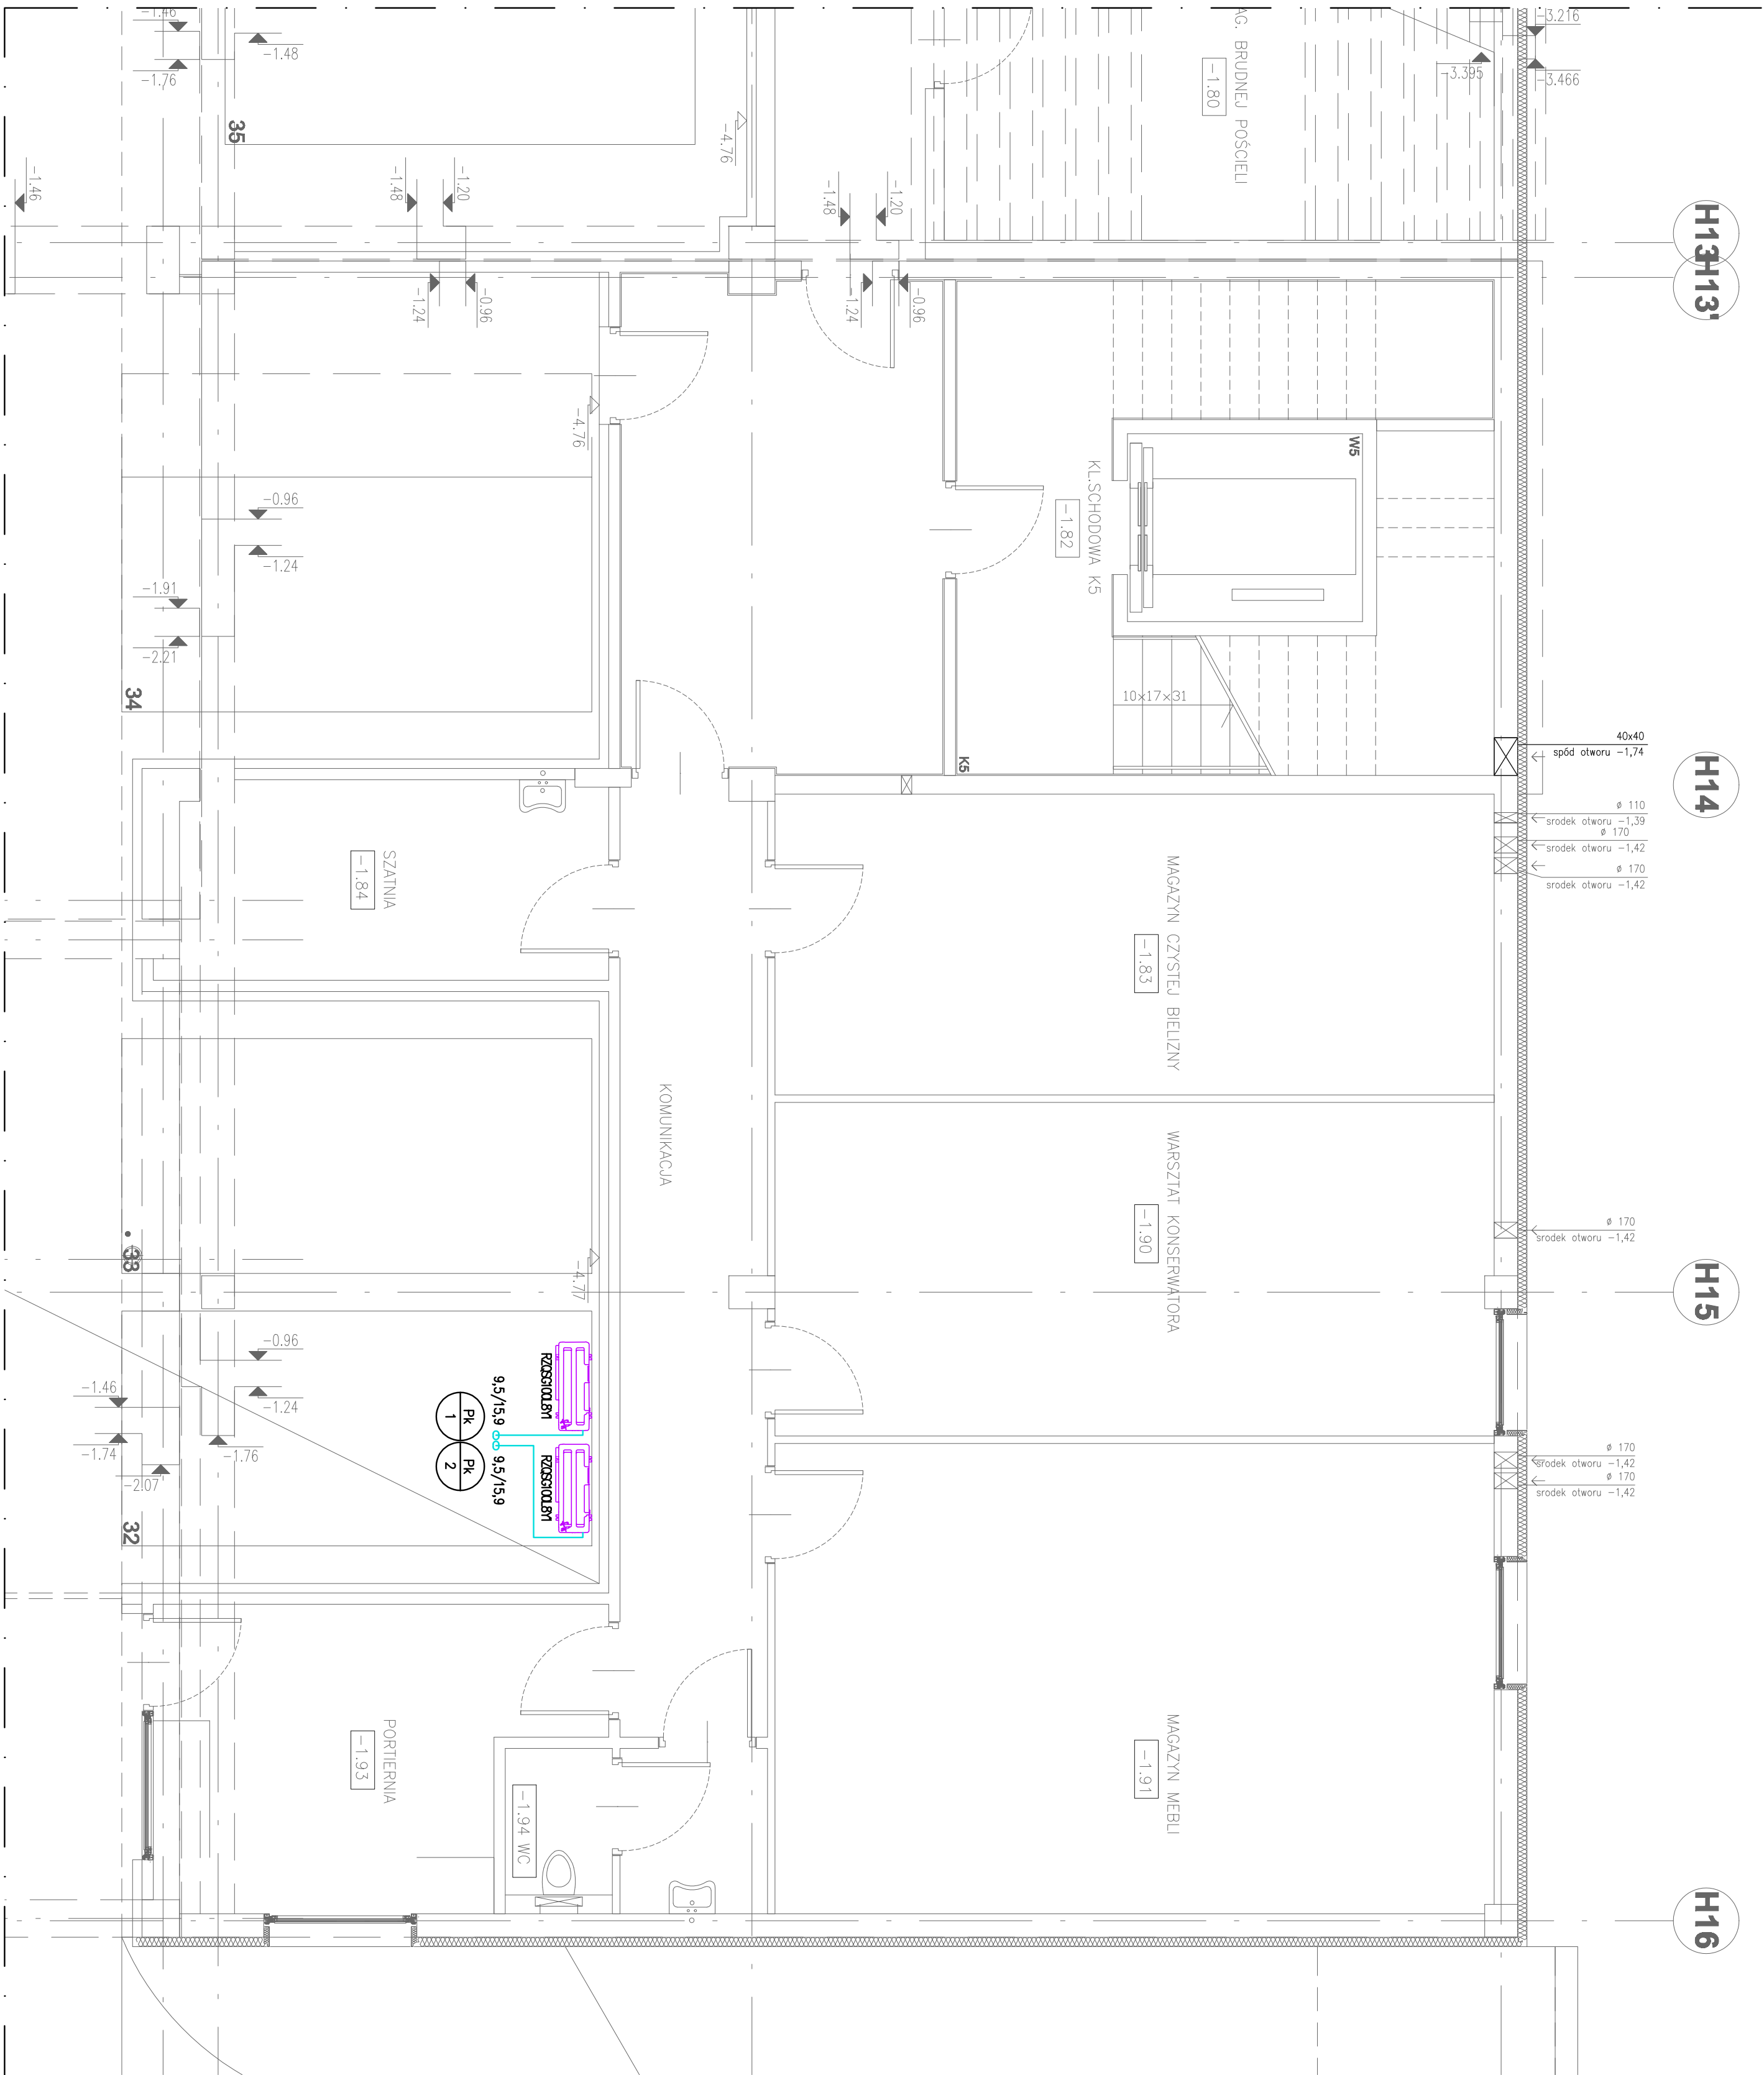 -1.46
-1.48
-1.76
35
-4.76
AG. BRUDNEJ POŚCIELI
-1.80
-3.216
-3.395
-3.466
-1.46
-1.48
-1.20
-1.48
-1.20
-1.24
-0.96
-1.24
-0.96
H13
H13'
-4.76
W5
KL.SCHODOWA K5
-1.82
-0.96
-1.24
-1.91
-2.21
34
10x17x31
K5
40x40
spód otworu -1,74
H14
ø 110
srodek otworu -1,39
ø 170
srodek otworu -1,42
ø 170
srodek otworu -1,42
SZATNIA
-1.84
MAGAZYN CZYSTEJ BIELIZNY
-1.83
KOMUNIKACJA
WARSZTAT KONSERWATORA
-1.90
ø 170
srodek otworu -1,42
33
-4.77
H15
-0.96
-1.24
-1.46
-1.74
-1.76
-2.07
32
RZQSG100L8Y1
9,5/15,9
Pk
1
RZQSG100L8Y1
9,5/15,9
Pk
2
ø 170
srodek otworu -1,42
ø 170
srodek otworu -1,42
PORTIERNIA
-1.93
-1.94 WC
MAGAZYN MEBLI
-1.91
H16